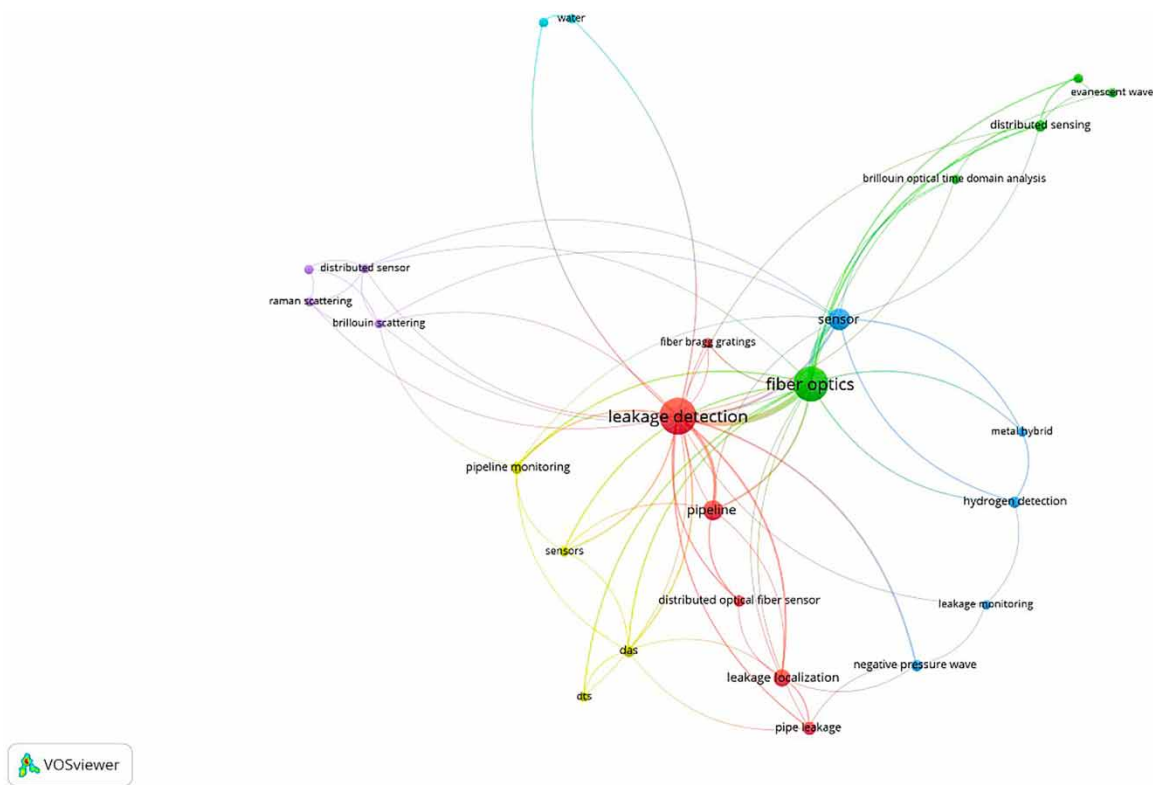 water
evanescent wave
distributed sensing
brillouin optical time domain analysis
distributed sensor
raman scattering
sensor
brillouin scattering
fiber bragg gratings
fiber optics
leakage detection
metal hybrid
pipeline monitoring
hydrogen detection
pipeline
sensors
distributed optical fiber sensor
leakage monitoring
das
negative pressure wave
leakage localization
dts
pipe leakage
VOSviewer